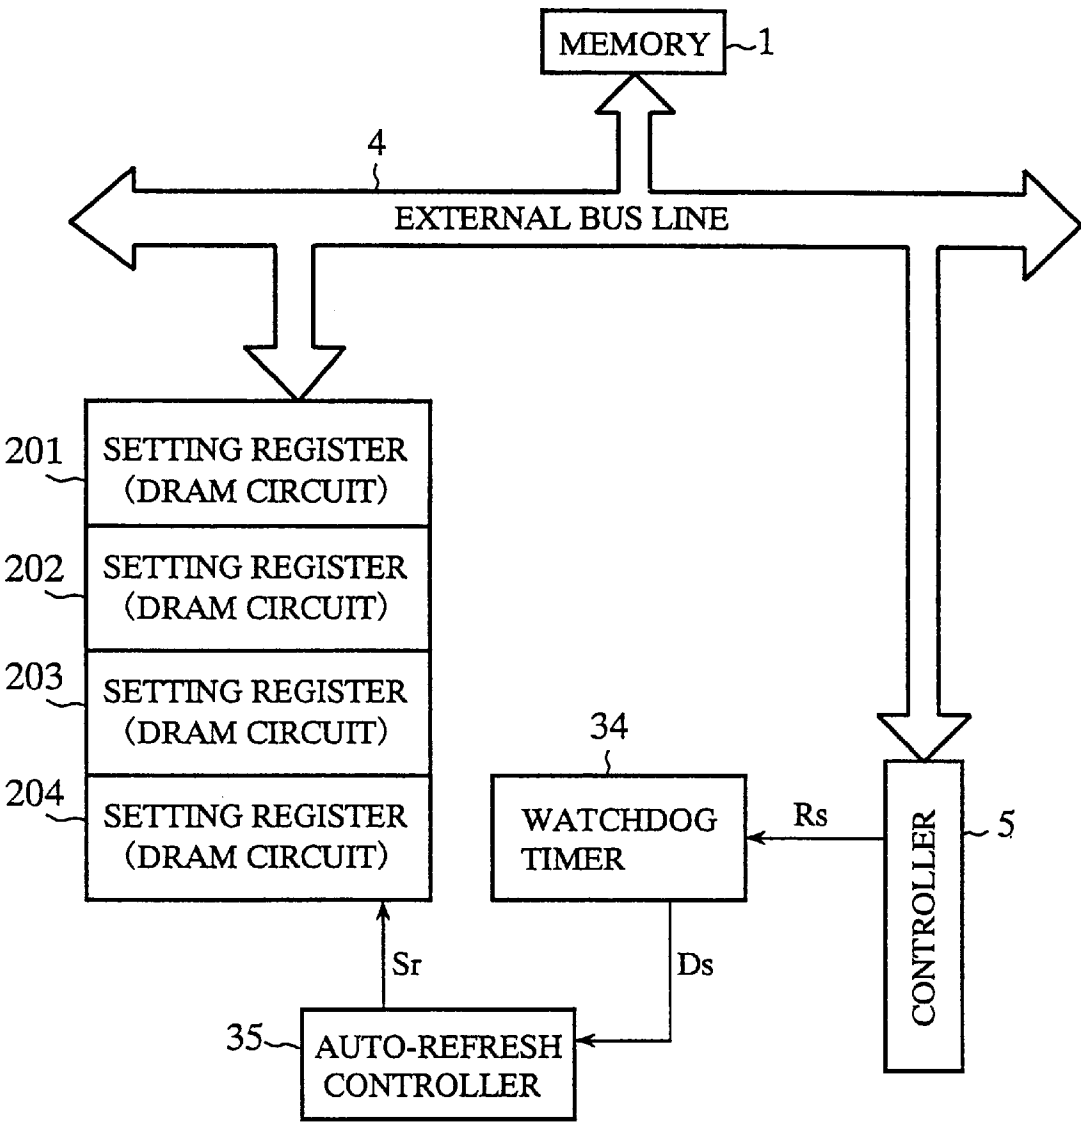 MEMORY
1
4
EXTERNAL BUS LINE
201
SETTING REGISTER
(DRAM CIRCUIT)
202
SETTING REGISTER
(DRAM CIRCUIT)
203
SETTING REGISTER
(DRAM CIRCUIT)
204
SETTING REGISTER
(DRAM CIRCUIT)
34
WATCHDOG
TIMER
Rs
CONTROLLER
5
Sr
Ds
35
AUTO-REFRESH
CONTROLLER